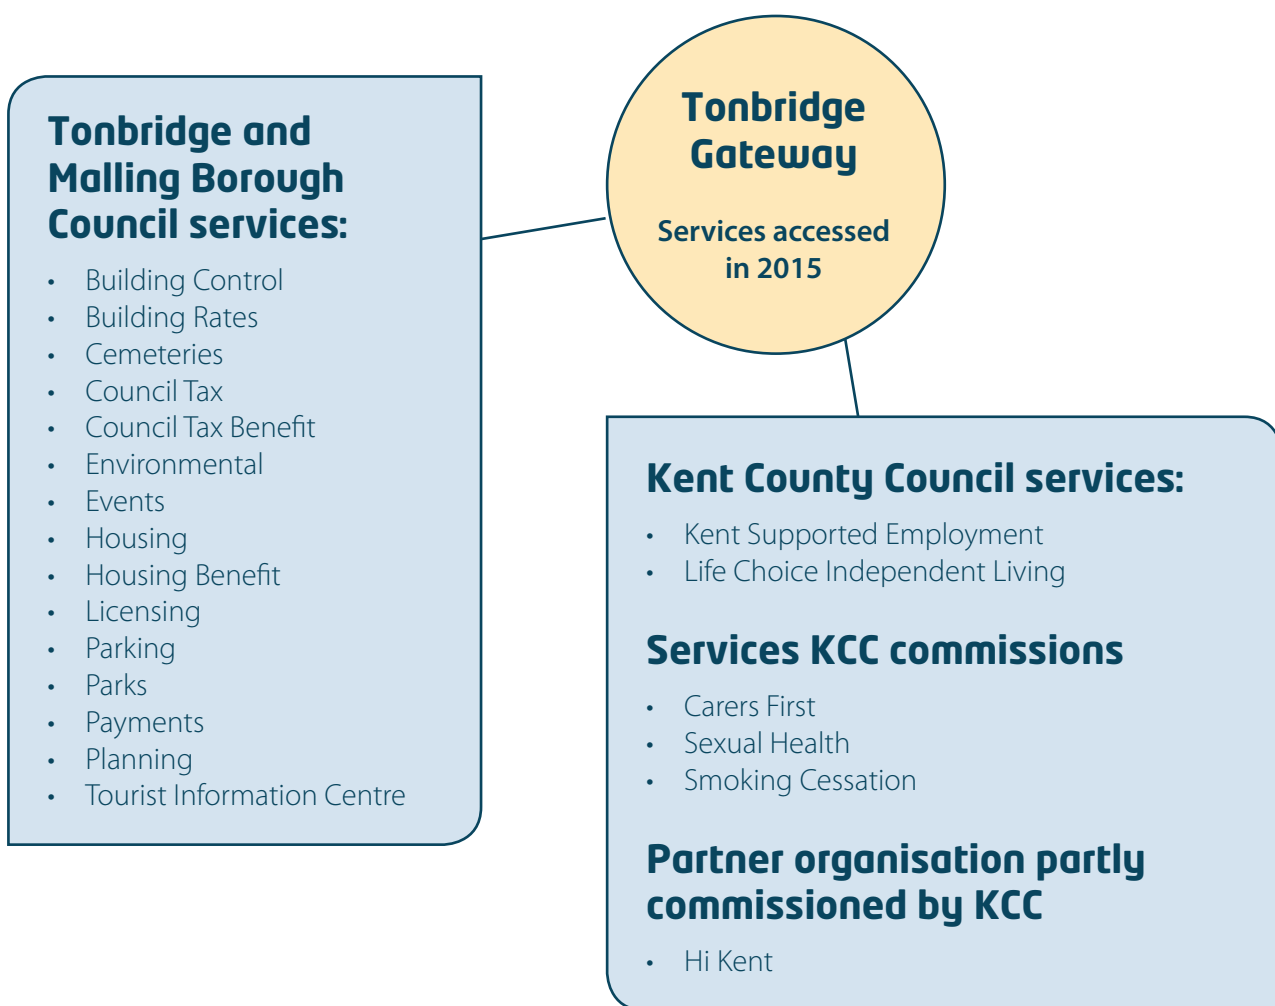 Tonbridge and
Malling Borough
Council services:
• Building Control
• Building Rates
• Cemeteries
• Council Tax
• Council Tax Benefit
• Environmental
• Events
• Housing
• Housing Benefit
• Licensing
• Parking
• Parks
• Payments
• Planning
• Tourist Information Centre
Tonbridge
Gateway
Services accessed
in 2015
Kent County Council services:
• Kent Supported Employment
• Life Choice Independent Living
Services KCC commissions
• Carers First
• Sexual Health
• Smoking Cessation
Partner organisation partly
commissioned by KCC
• Hi Kent